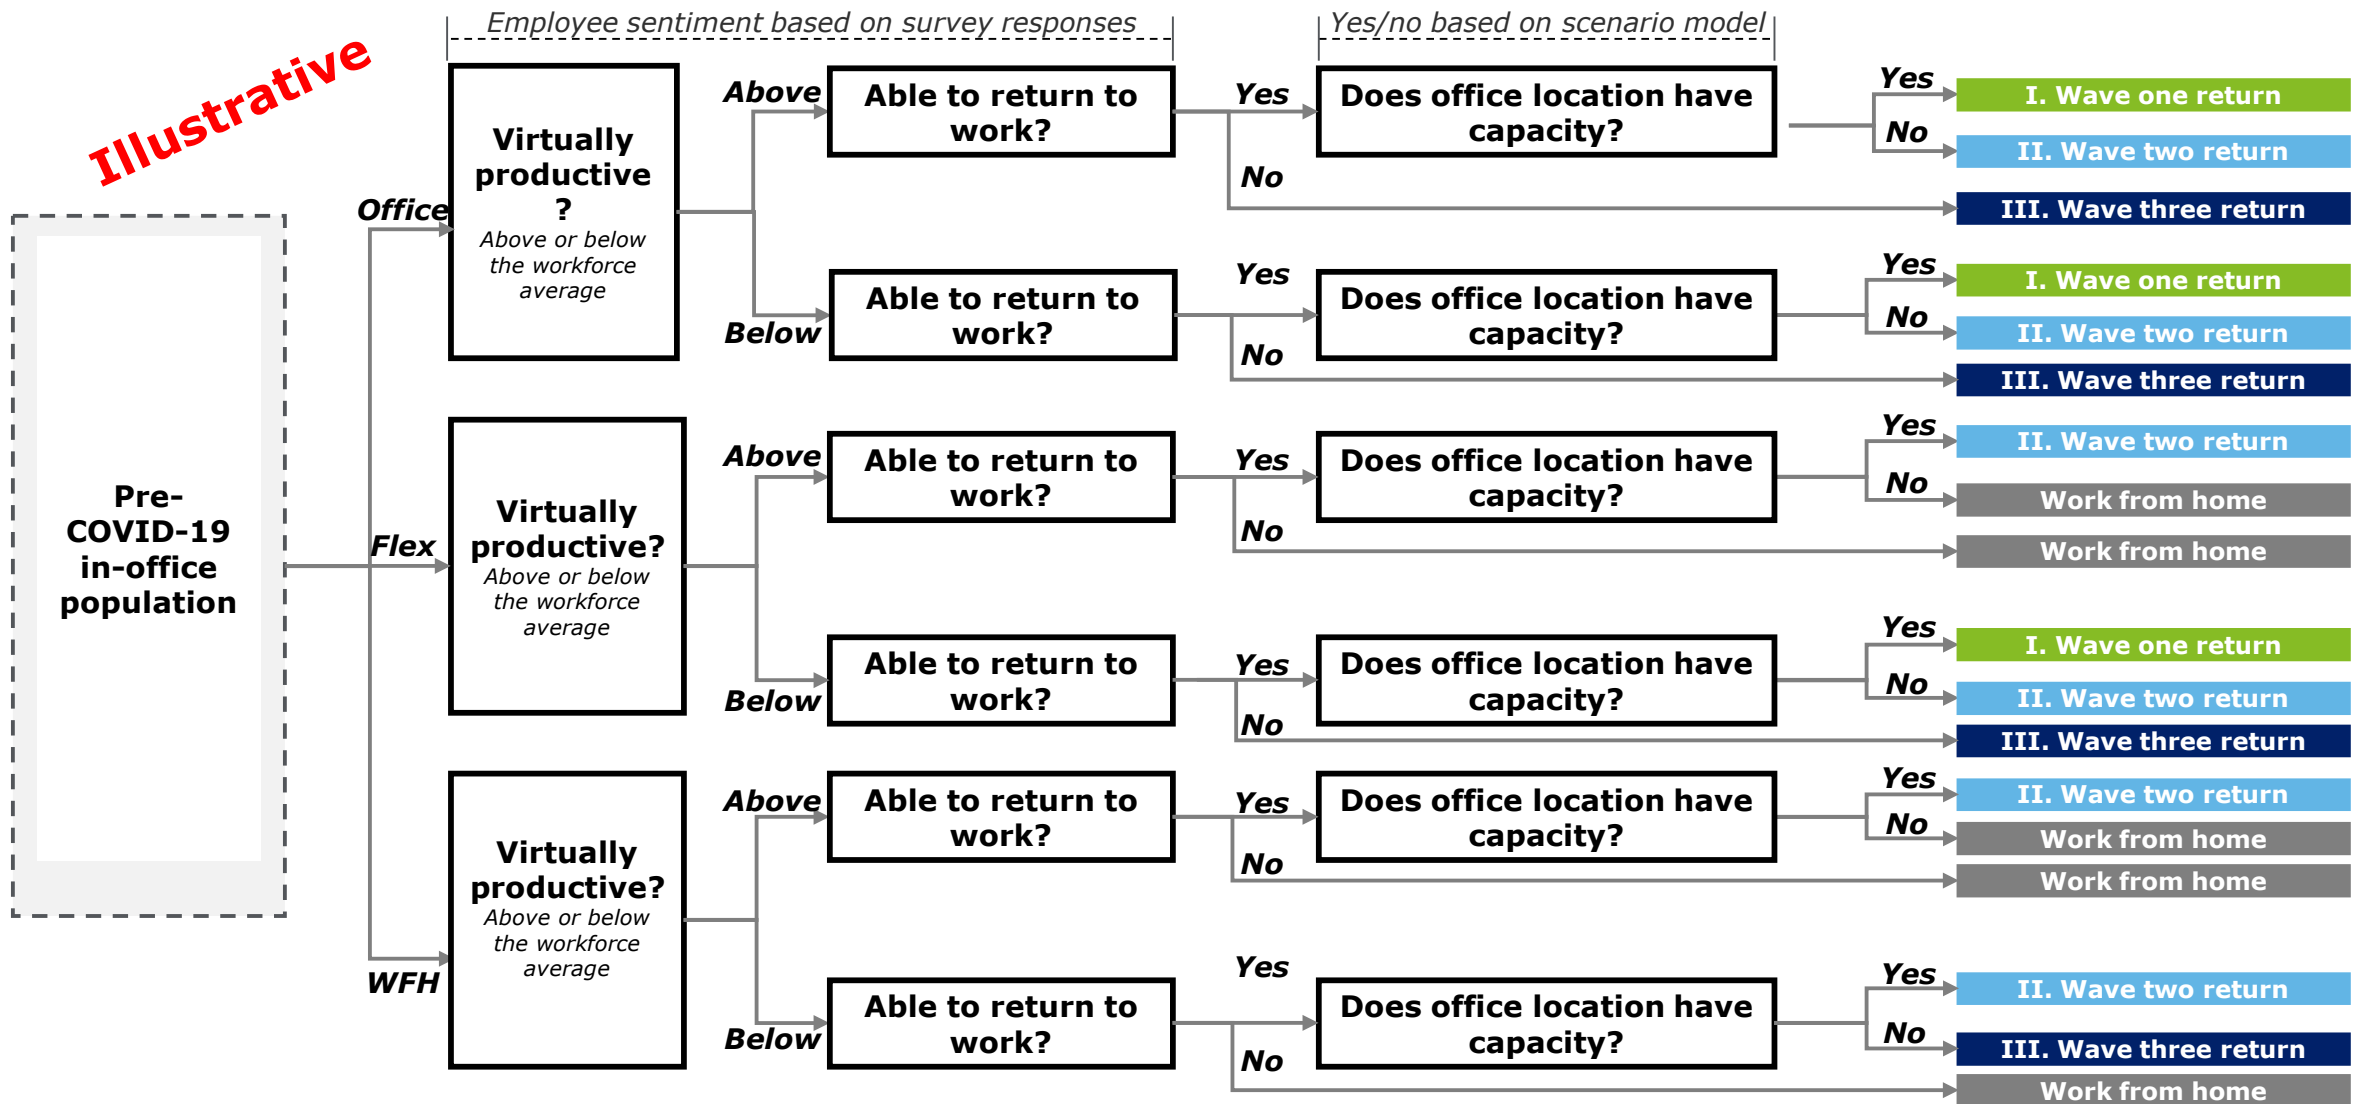 Employee sentiment based on survey responses
Yes/no based on scenario model
Illustrative
Pre-
COVID-19
in-office
population
Office
Virtually
productive
?
Above or below
the workforce
average
Above
Able to return to
work?
Yes
Does office location have
capacity?
Yes
I. Wave one return
No
II. Wave two return
No
III. Wave three return
Below
Able to return to
work?
Yes
Does office location have
capacity?
Yes
I. Wave one return
No
II. Wave two return
No
III. Wave three return
Flex
Virtually
productive?
Above or below
the workforce
average
Above
Able to return to
work?
Yes
Does office location have
capacity?
Yes
II. Wave two return
No
Work from home
No
Work from home
Below
Able to return to
work?
Yes
Does office location have
capacity?
Yes
I. Wave one return
No
II. Wave two return
No
III. Wave three return
WFH
Virtually
productive?
Above or below
the workforce
average
Above
Able to return to
work?
Yes
Does office location have
capacity?
Yes
II. Wave two return
No
Work from home
No
Work from home
Below
Able to return to
work?
Yes
Does office location have
capacity?
Yes
II. Wave two return
No
III. Wave three return
No
Work from home